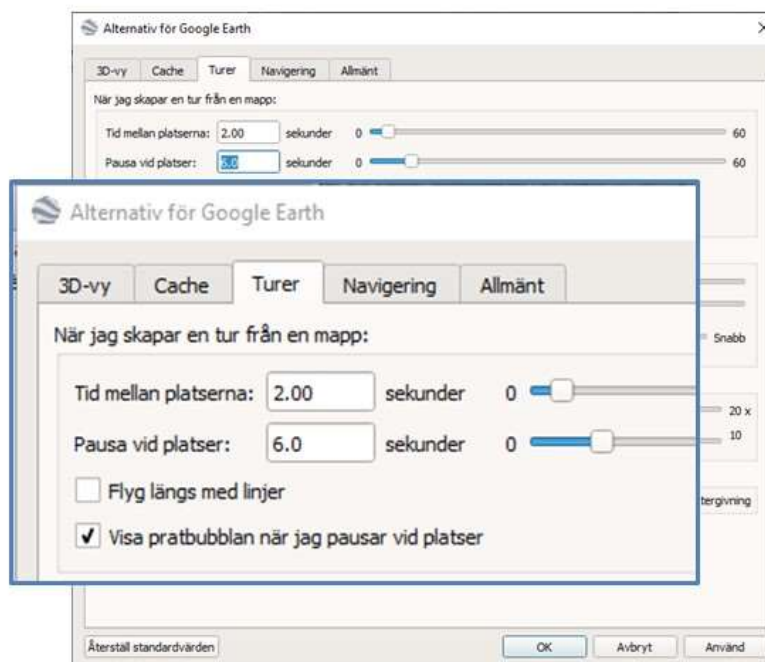 Alternativ för Google Earth
3D-vy Cache Turer Navigering Allmänt
När jag skapar en tur från en mapp:
Tid mellan platserna: 2.00 sekunder 0 60
Pausa vid platser: 6.0 sekunder 0 60
Alternativ för Google Earth
3D-vy Cache Turer Navigering Allmänt
När jag skapar en tur från en mapp:
Tid mellan platserna: 2.00 sekunder 0
Pausa vid platser: 6.0 sekunder 0
Flyg längs med linjer
Visa pratbubblan när jag pausar vid platser
Snabb
20 x
10
tergivning
Återställ standardvärden OK Avbryt Använd